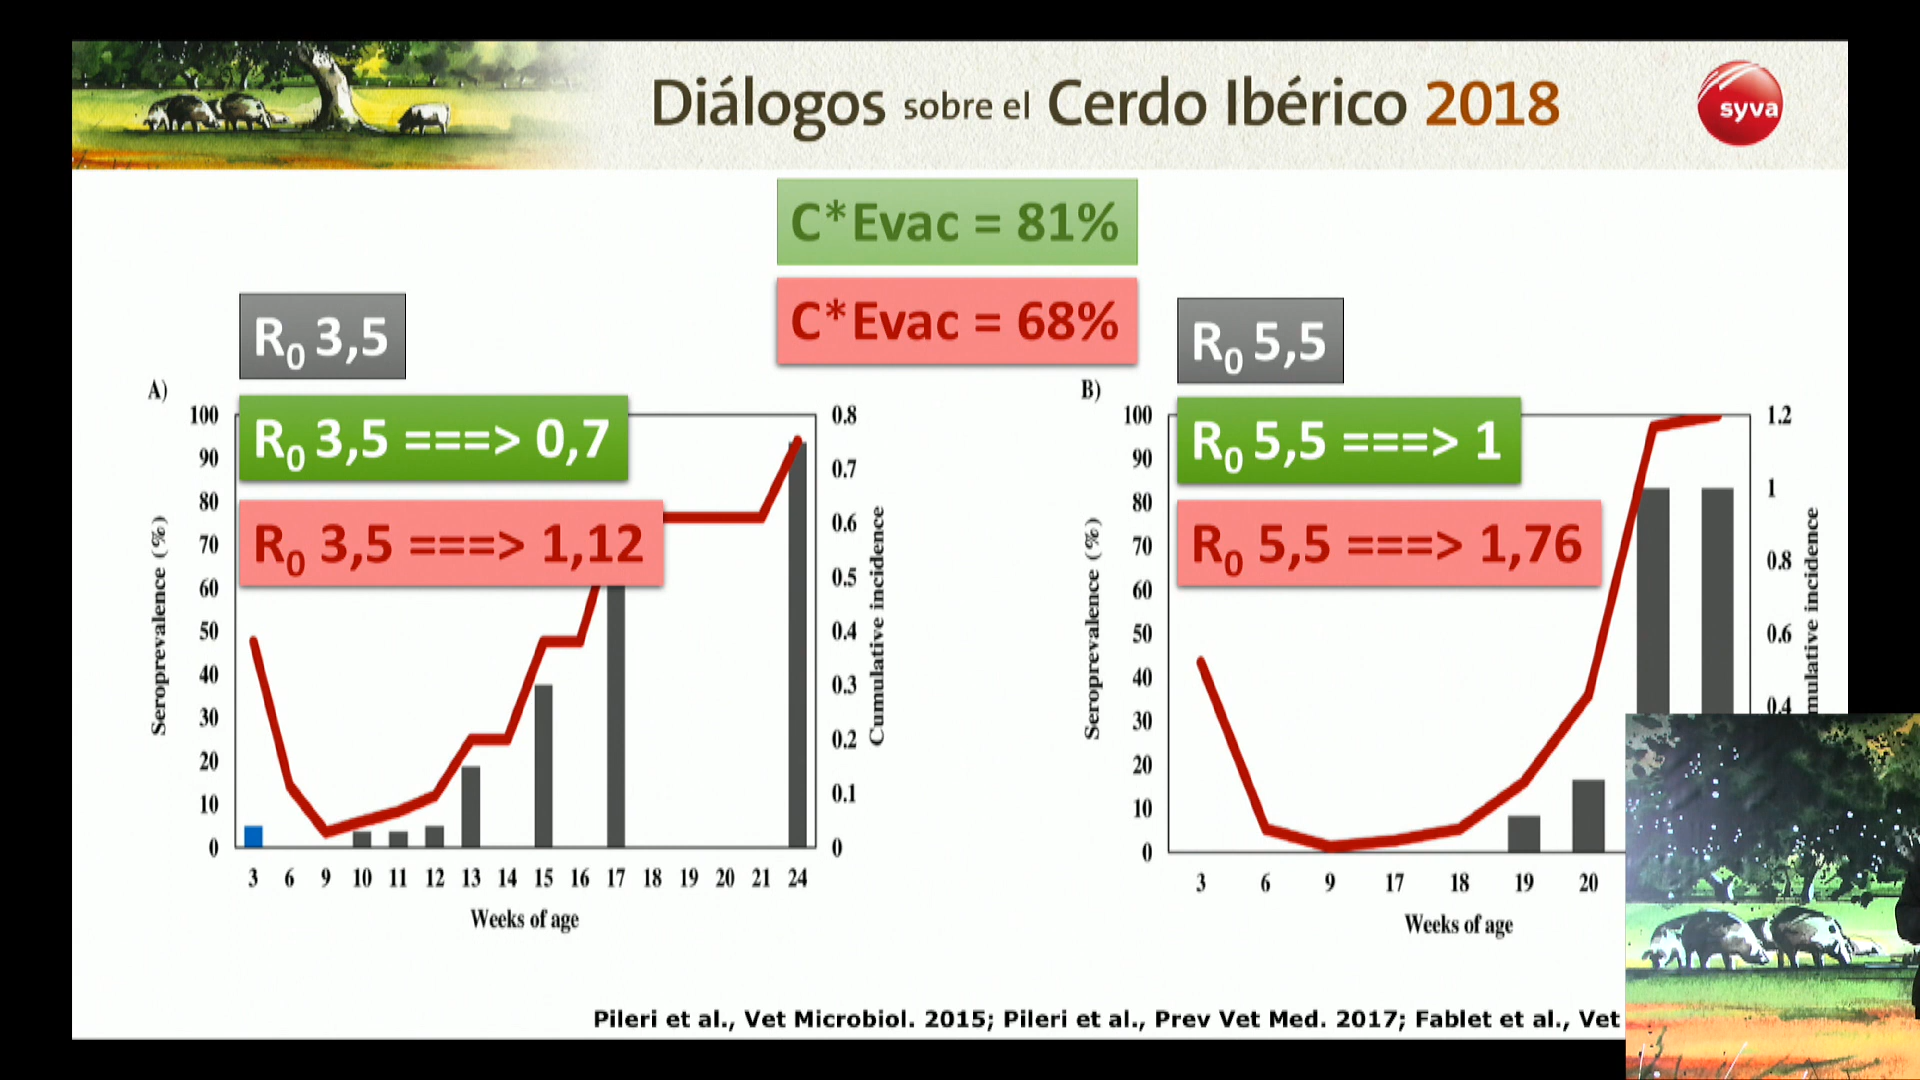 Diálogos sobre el Cerdo Ibérico 2018
syva
C*Evac = 81%
C*Evac = 68%
R0 3,5
R0 3,5 ===> 0,7
R0 3,5 ===> 1,12
A)
100
90
80
70
60
50
40
30
20
10
0
Seroprevalence (%)
0.8
0.7
0.6
0.5
0.4
0.3
0.2
0.1
0
Cumulative incidence
3 6 9 10 11 12 13 14 15 16 17 18 19 20 21 24
Weeks of age
R0 5,5
R0 5,5 ===> 1
R0 5,5 ===> 1,76
B)
100
90
80
70
60
50
40
30
20
10
0
Seroprevalence (%)
1.2
1
0.8
0.6
0.4
mulative incidence
3 6 9 17 18 19 20
Weeks of age
Pileri et al., Vet Microbiol. 2015; Pileri et al., Prev Vet Med. 2017; Fablet et al., Vet